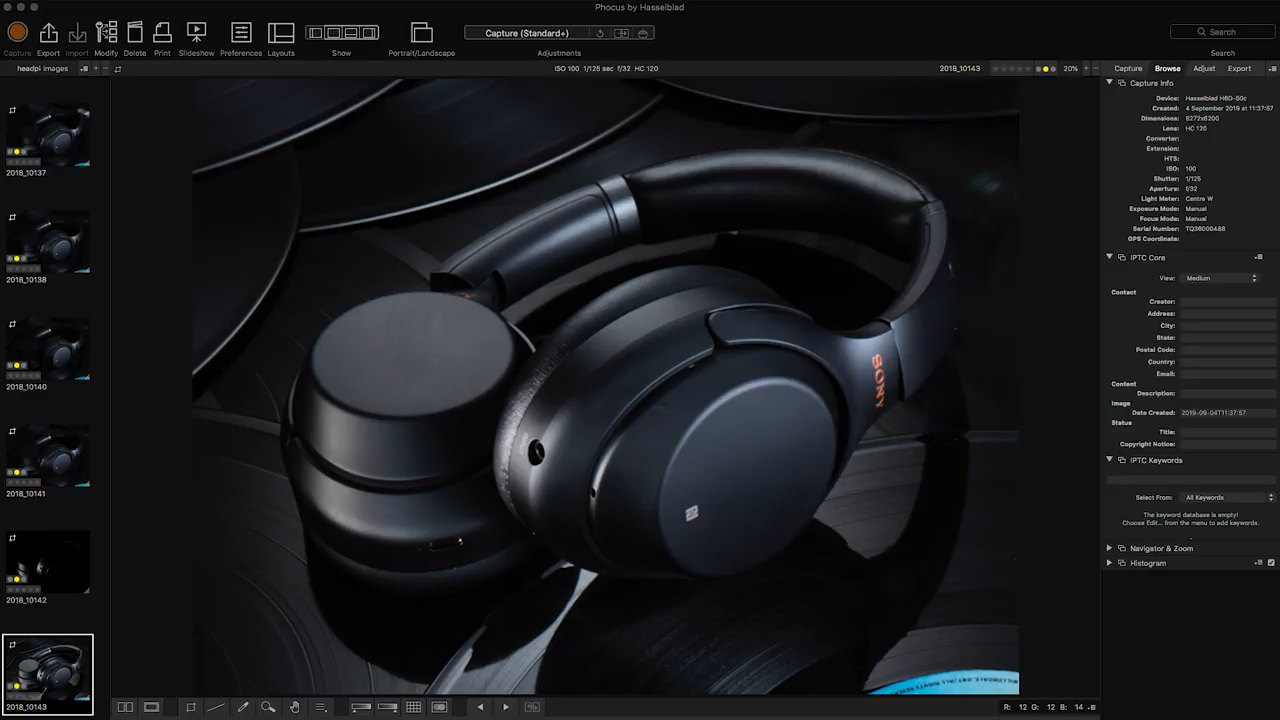 Phocus by Hasselblad
Capture
Export
Import
Modify
Delete
Print
Slideshow
Preferences
Layouts
Show
Portrait/Landscape
Capture (Standard+)
Adjustments
Search
Search
headpi images
ISO 100 1/125 sec f/32 HC 120
2018_10143
20%
Capture Browse Adjust Export
2018_10137
2018_10138
2018_10140
2018_10141
2018_10142
2018_10143
SONY
Capture Info
Device: Hasselblad H6D-50c
Created: 4 September 2019 at 11:37:57
Dimensions: 8272x6200
Lens: HC 120
Converter:
Extension:
HTS:
ISO: 100
Shutter: 1/125
Aperture: f/32
Light Meter: Centre W
Exposure Mode: Manual
Focus Mode: Manual
Serial Number: TQ36000488
GPS Coordinate:
IPTC Core
View: Medium
Contact
Creator:
Address:
City:
State:
Postal Code:
Country:
Email:
Content
Description:
Image
Date Created: 2019-09-04T11:37:57
Status
Title:
Copyright Notice:
IPTC Keywords
Select From: All Keywords
The keyword database is empty!
Choose Edit... from the menu to add keywords.
Navigator & Zoom
Histogram
R: 12 G: 12 B: 14